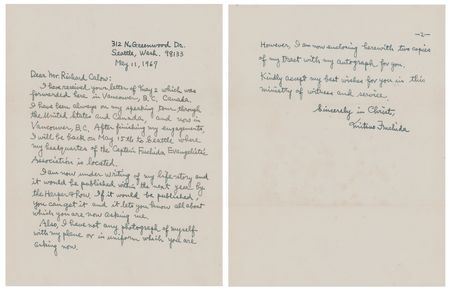 312 N. Greenwood Dr.
Seattle, Wash. 98133
May 11, 1967
Dear Mr Richard Calow:
I have received your letter of May 2 which was
forwarded here in Vancouver, B.C. Canada.
I have been always on my speaking tour through
the United States and Canada, and now in
Vancouver, B.C. After finishing my engagements,
I will be back on May 15th to Seattle, where
my headquarters of the Captain Fuchida Evangelistic
Association is located.
I am now under writing of my life-story and
it would be published within the next year by
the Harper & Row. If it would be published,
you can get it and it lets you know all about
which you are now asking me.
Also, I have not any photograph of myself
with my plane or in uniform which you are
asking now.
—2—
However, I am now enclosing herewith two copies
of my tract with my autograph for you.
Kindly accept my best wishes for you in this
ministry of witness and service.
Sincerely in Christ,
Mitsuo Fuchida